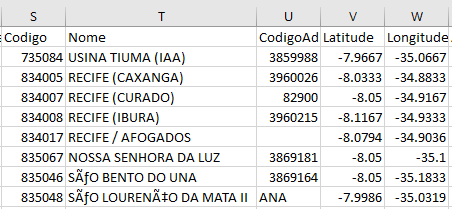 S T U V W
Codigo Nome CodigoAd Latitude Longitude
735084 USINA TIUMA (IAA) 3859988 -7.9667 -35.0667
834005 RECIFE (CAXANGA) 3960026 -8.0333 -34.8833
834007 RECIFE (CURADO) 82900 -8.05 -34.9167
834008 RECIFE (IBURA) 3960215 -8.1167 -34.9333
834017 RECIFE / AFOGADOS -8.0794 -34.9036
835067 NOSSA SENHORA DA LUZ 3869181 -8.05 -35.1
835046 SÃƒO BENTO DO UNA 3869164 -8.05 -35.1833
835048 SÃƒO LOURENÃ‡TO DA MATA II ANA -7.9986 -35.0319